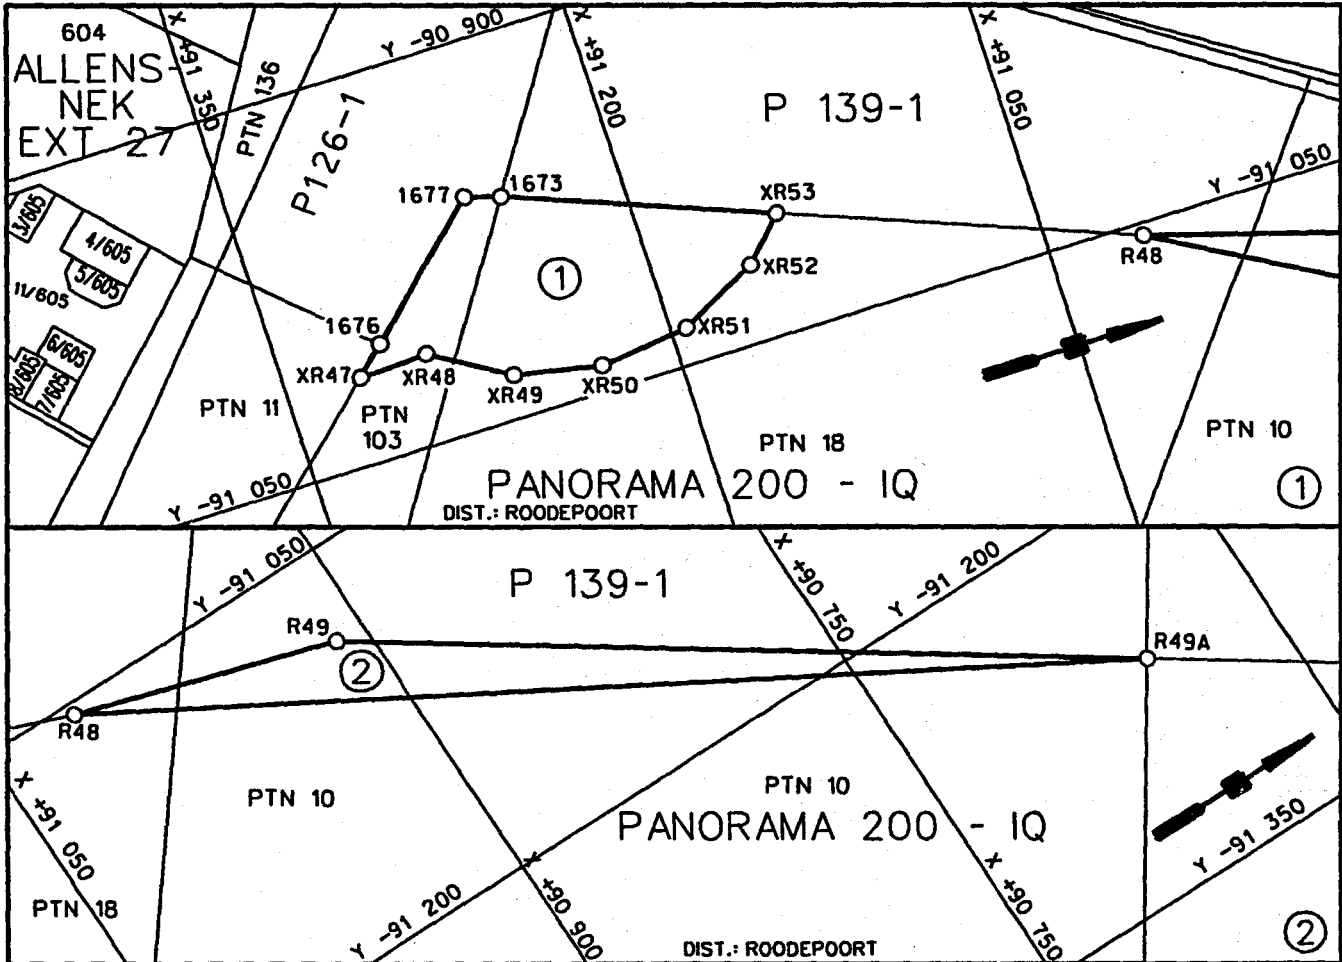 604
ALLENS-
NEK
EXT 27
X +91 350
PTN 136
P126-1
Y -90 900
X +91 200
P 139-1
X +91 050
Y -91 050
3/605
4/605
5/605
11/605
6/605
8/605
7/605
1677
1673
XR53
XR52
XR51
R48
1
1676
XR47
XR48
XR49
XR50
PTN 11
PTN
103
PTN 18
PTN 10
Y -91 050
PANORAMA 200 - IQ
DIST.: ROODEPOORT
1
Y -91 050
P 139-1
X +90 750
Y -91 200
R49
2
R49A
R48
PTN 10
PTN 10
PANORAMA 200 - IQ
X +91 050
PTN 18
Y -91 200
X +90 900
X +90 750
Y -91 350
DIST.: ROODEPOORT
2